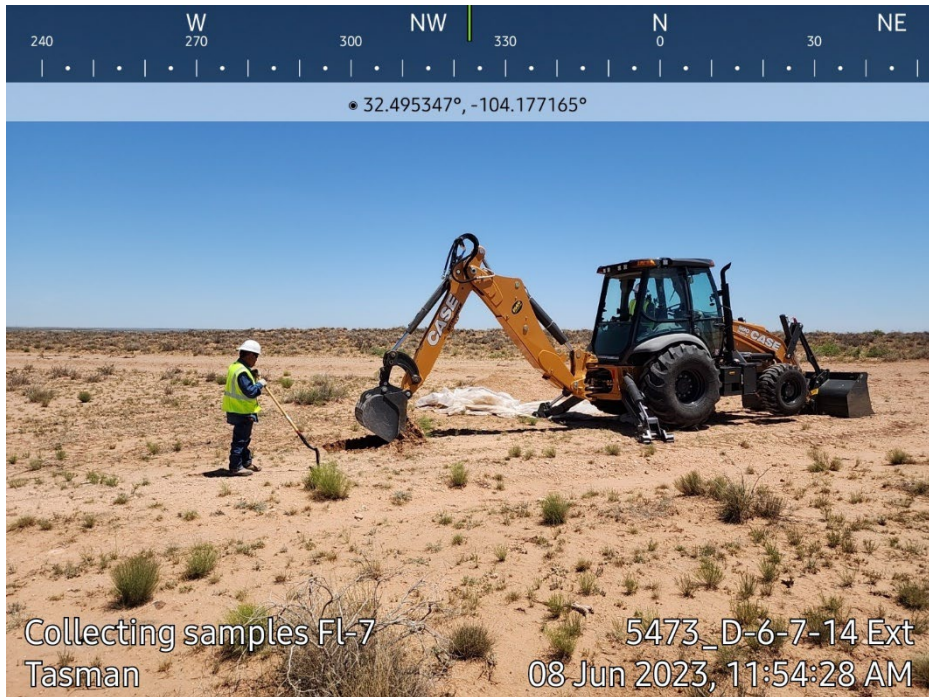 W NW N NE
240 270 300 330 0 30
32.495347°, -104.177165°
CASE
CASE
Collecting samples Fl-7
5473_D-6-7-14 Ext
Tasman
08 Jun 2023, 11:54:28 AM